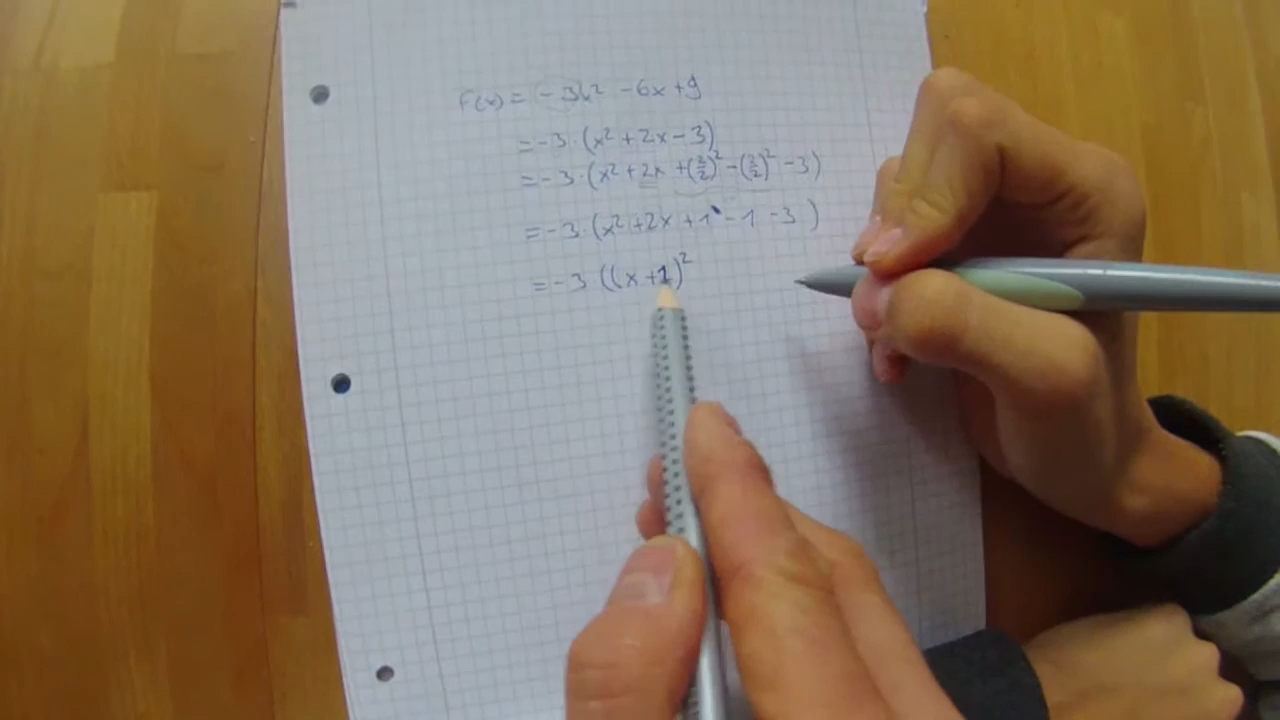 F(x) = -3x² - 6x + 9
= -3 · (x² + 2x - 3)
= -3 · (x² + 2x + (2/2)² - (2/2)² - 3)
= -3 · (x² + 2x + 1 - 1 - 3)
= -3 ((x + 1)²